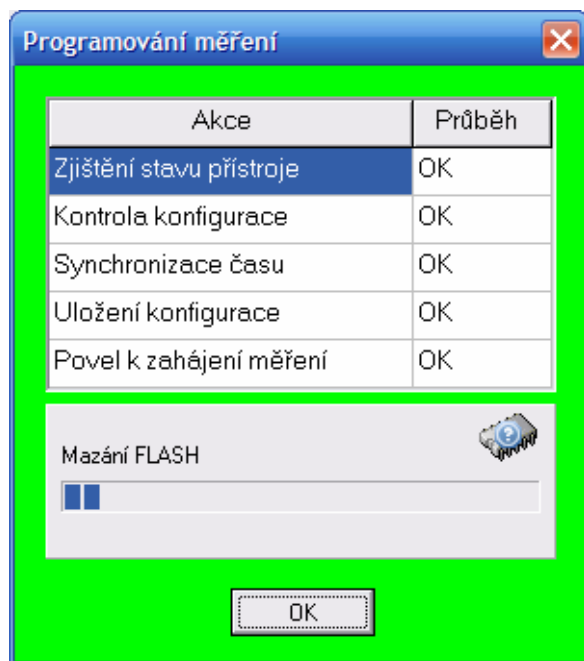 Programování měření
Akce Průběh
Zjištění stavu přístroje OK
Kontrola konfigurace OK
Synchronizace času OK
Uložení konfigurace OK
Povel k zahájení měření OK
Mazání FLASH
OK